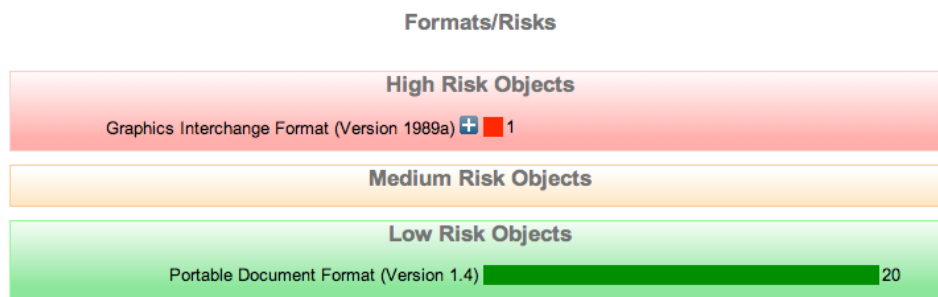 Formats/Risks
High Risk Objects
Graphics Interchange Format (Version 1989a) 1
Medium Risk Objects
Low Risk Objects
Portable Document Format (Version 1.4) 20